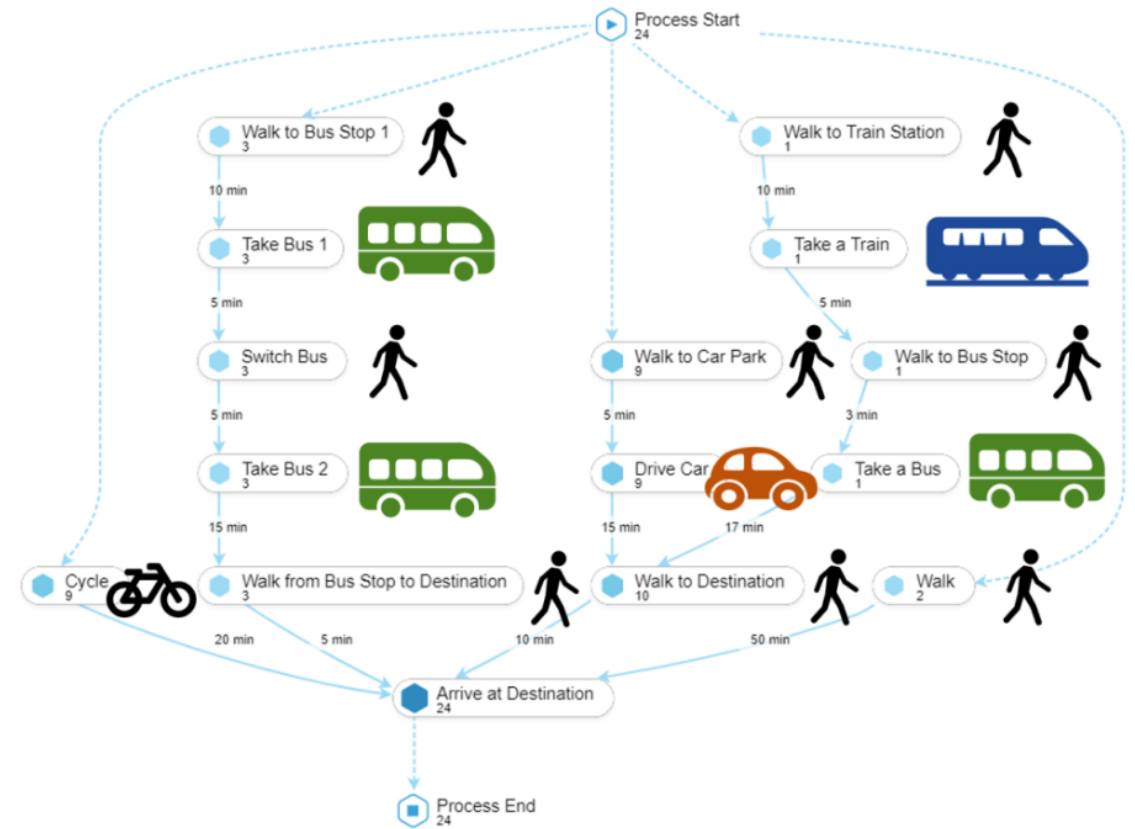 Process Start
24
Walk to Bus Stop 1
3
Walk to Train Station
1
10 min
10 min
Take Bus 1
3
Take a Train
1
5 min
5 min
Switch Bus
3
Walk to Car Park
9
Walk to Bus Stop
1
5 min
5 min
3 min
Take Bus 2
3
Drive Car
9
Take a Bus
1
15 min
15 min
17 min
Cycle
9
Walk from Bus Stop to Destination
3
Walk to Destination
10
Walk
2
20 min
5 min
10 min
50 min
Arrive at Destination
24
Process End
24